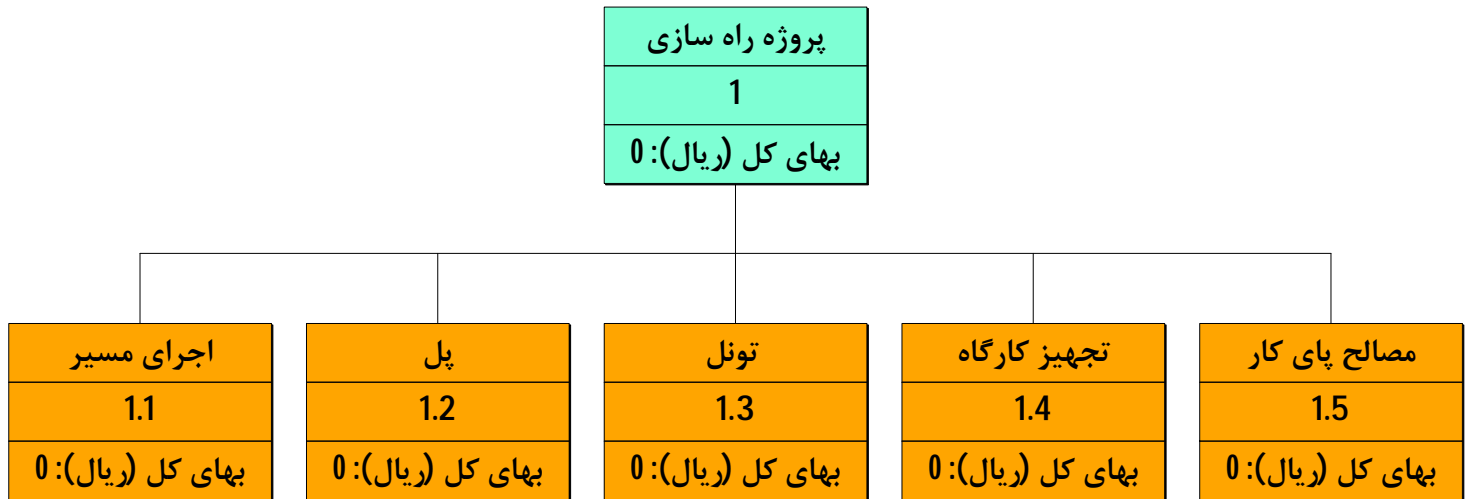 پروژه راه سازی
1
بهای کل (ریال): 0
اجرای مسیر
1.1
بهای کل (ریال): 0
پل
1.2
بهای کل (ریال): 0
تونل
1.3
بهای کل (ریال): 0
تجهیز کارگاه
1.4
بهای کل (ریال): 0
مصالح پای کار
1.5
بهای کل (ریال): 0